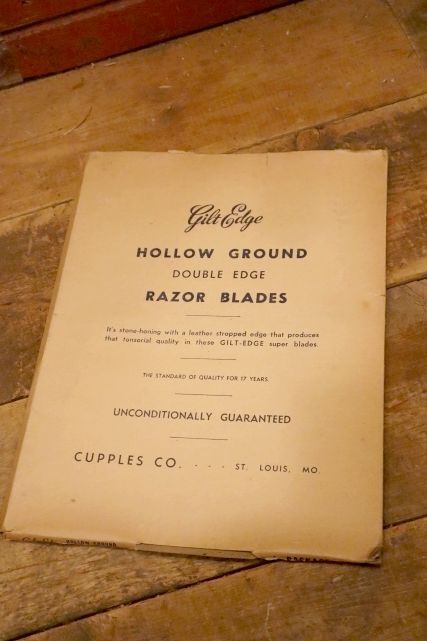 Gilt Edge
HOLLOW GROUND
DOUBLE EDGE
RAZOR BLADES
It's stone-honing with a leather stropped edge that produces
that tonsorial quality in these GILT-EDGE super blades.
THE STANDARD OF QUALITY FOR 17 YEARS.
UNCONDITIONALLY GUARANTEED
CUPPLES CO. . . . ST. LOUIS, MO.
HOLLOW GROUND